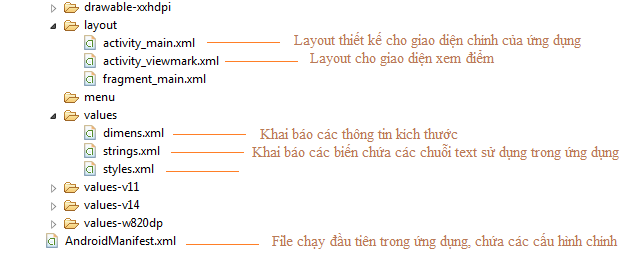 drawable-xxhdpi
layout
activity_main.xml Layout thiết kế cho giao diện chính của ứng dụng
activity_viewmark.xml Layout cho giao diện xem điểm
fragment_main.xml
menu
values
dimens.xml Khai báo các thông tin kích thước
strings.xml Khai báo các biến chứa các chuỗi text sử dụng trong ứng dụng
styles.xml
values-v11
values-v14
values-w820dp
AndroidManifest.xml File chạy đầu tiên trong ứng dụng, chứa các cấu hình chính